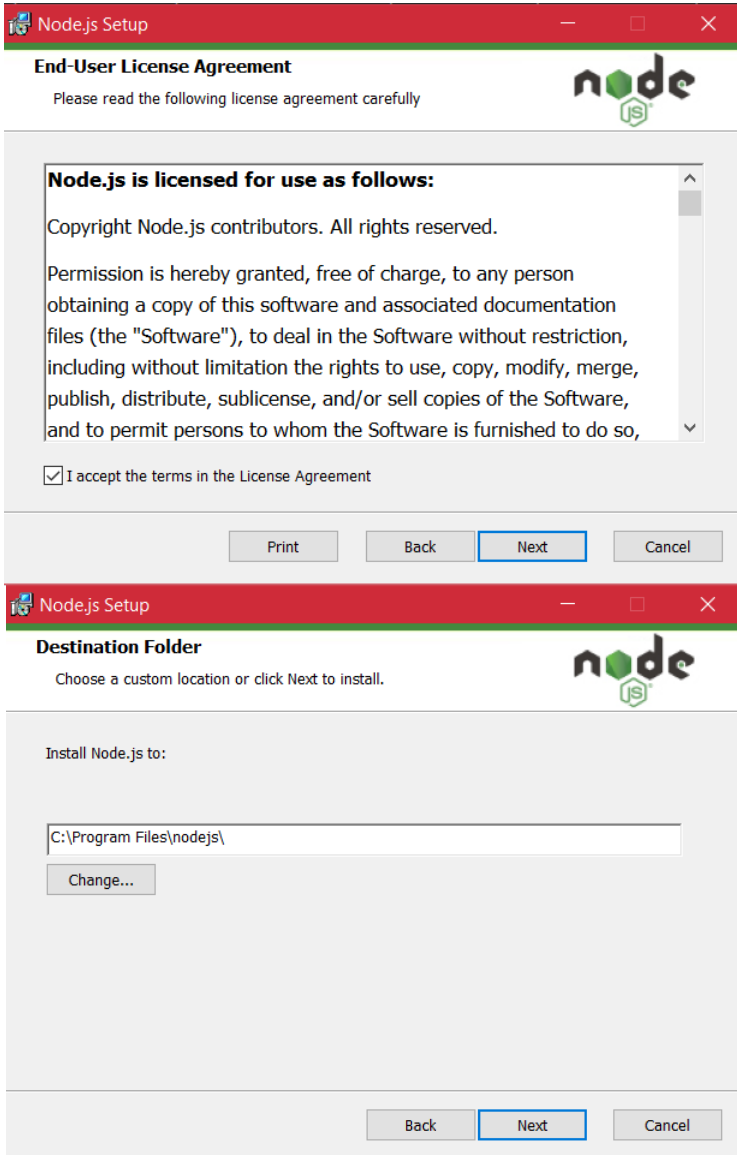 Node.js Setup
End-User License Agreement
Please read the following license agreement carefully
node
JS
Node.js is licensed for use as follows:
Copyright Node.js contributors. All rights reserved.
Permission is hereby granted, free of charge, to any person
obtaining a copy of this software and associated documentation
files (the "Software"), to deal in the Software without restriction,
including without limitation the rights to use, copy, modify, merge,
publish, distribute, sublicense, and/or sell copies of the Software,
and to permit persons to whom the Software is furnished to do so,
I accept the terms in the License Agreement
Print Back Next Cancel
Node.js Setup
Destination Folder
Choose a custom location or click Next to install.
node
JS
Install Node.js to:
C:\Program Files\nodejs\
Change...
Back Next Cancel